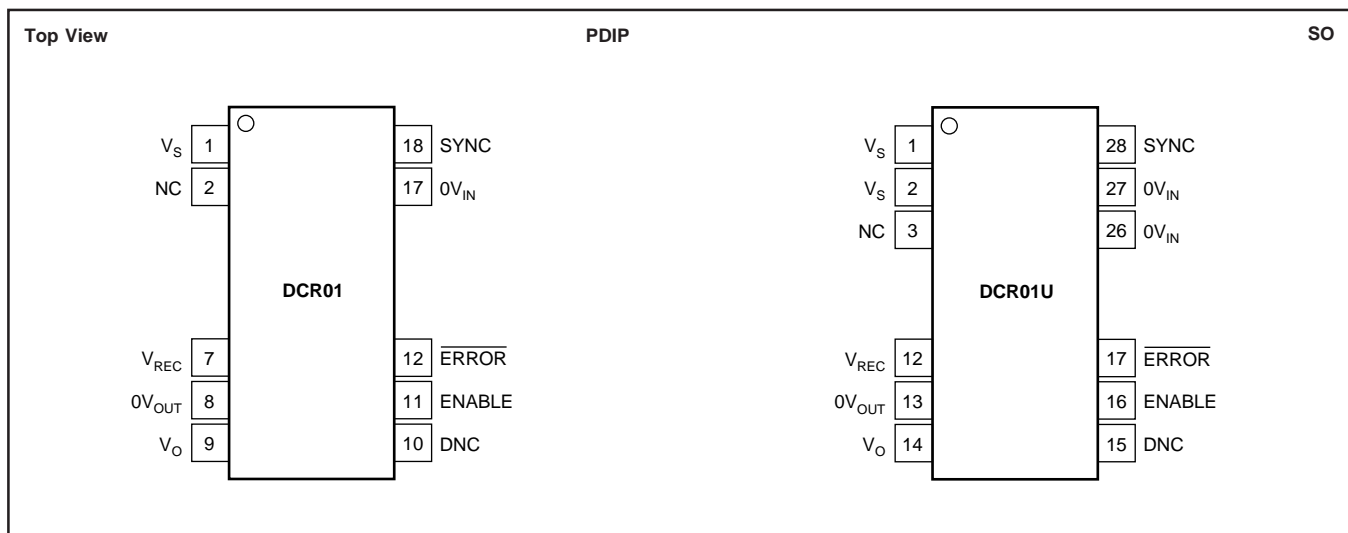 Top View PDIP SO
V_S 1 18 SYNC V_S 1 28 SYNC
NC 2 17 0V_IN V_S 2 27 0V_IN
NC 3 26 0V_IN
DCR01 DCR01U
V_REC 7 12 ERROR V_REC 12 17 ERROR
0V_OUT 8 11 ENABLE 0V_OUT 13 16 ENABLE
V_O 9 10 DNC V_O 14 15 DNC